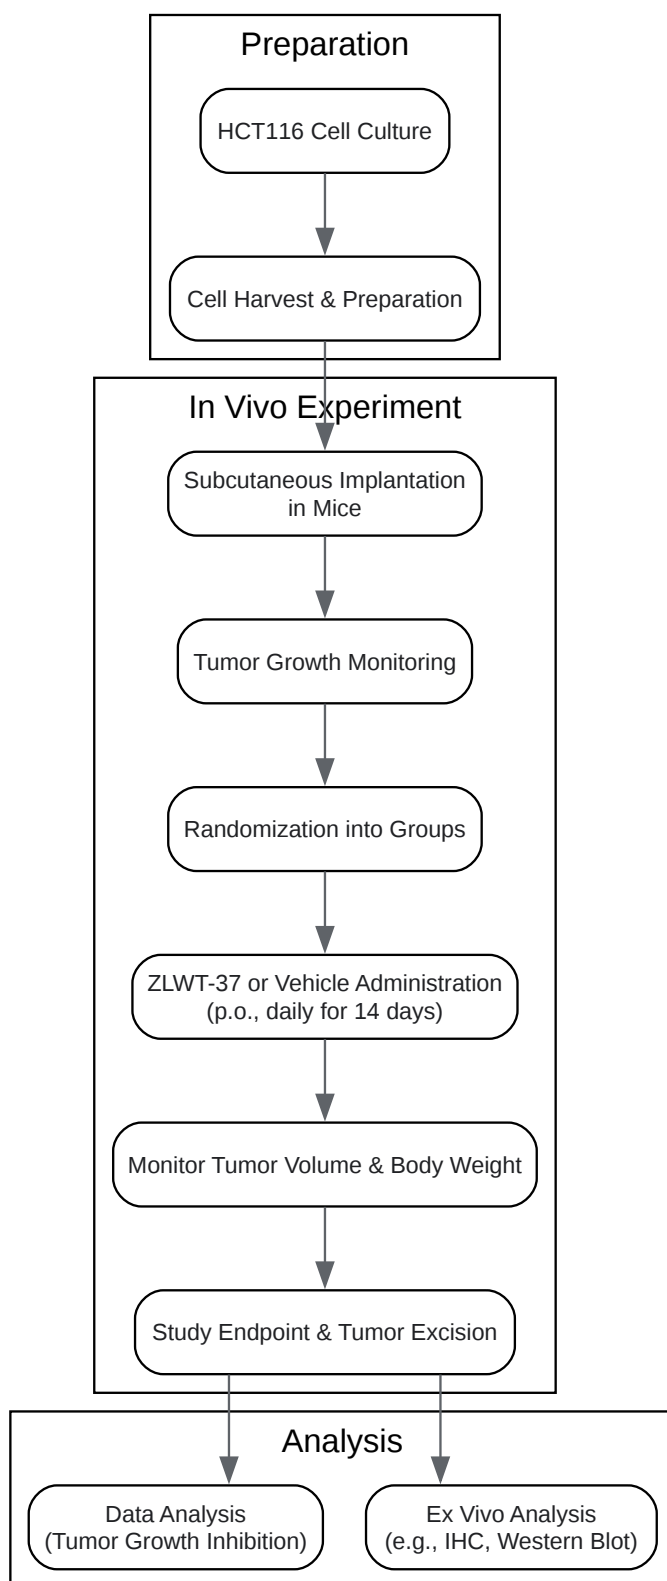 Preparation
HCT116 Cell Culture
Cell Harvest & Preparation
In Vivo Experiment
Subcutaneous Implantation
in Mice
Tumor Growth Monitoring
Randomization into Groups
ZLWT-37 or Vehicle Administration
(p.o., daily for 14 days)
Monitor Tumor Volume & Body Weight
Study Endpoint & Tumor Excision
Analysis
Data Analysis
(Tumor Growth Inhibition)
Ex Vivo Analysis
(e.g., IHC, Western Blot)